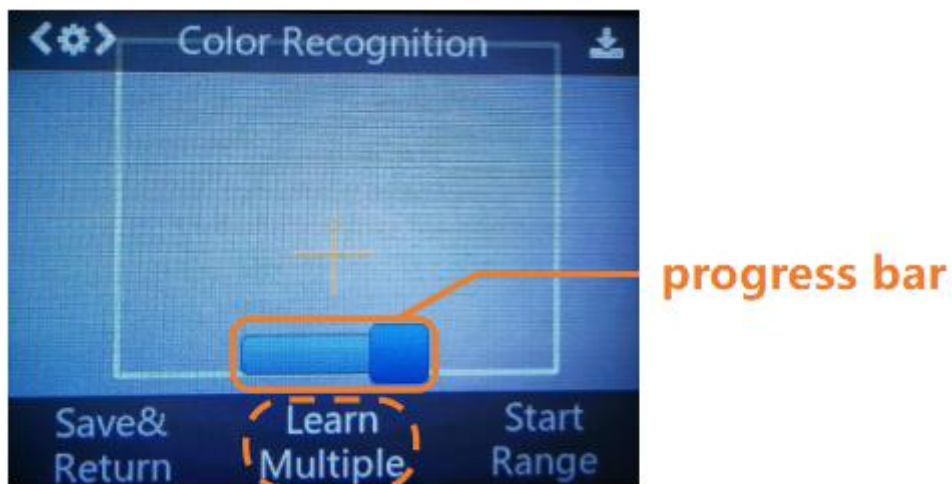 Color Recognition
progress bar
Save&
Return
Learn
Multiple
Start
Range